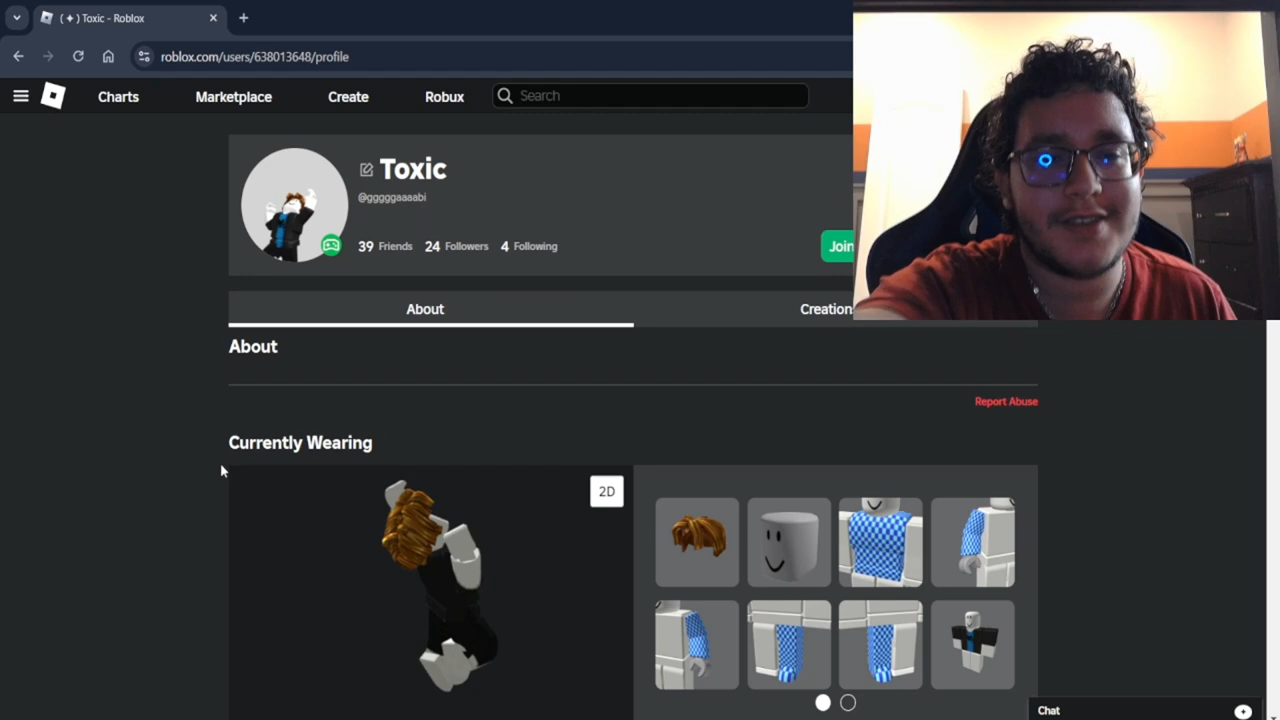 ( ✦ ) Toxic - Roblox
roblox.com/users/638013648/profile
Charts Marketplace Create Robux Search
Toxic
@gggggaaaabi
39 Friends 24 Followers 4 Following
Join
About Creations
About
Report Abuse
Currently Wearing
2D
Chat